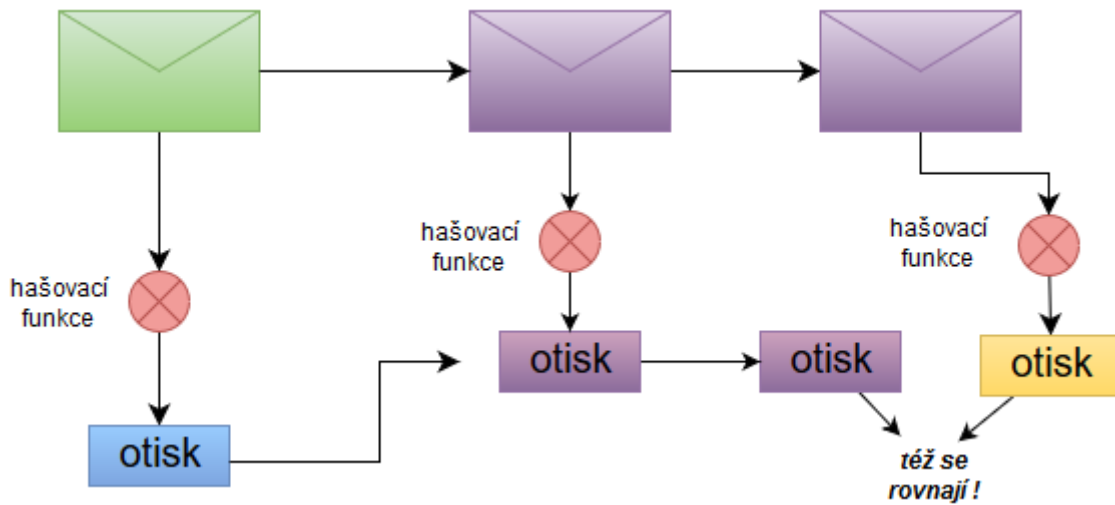 hašovací
funkce
otisk
hašovací
funkce
otisk
otisk
hašovací
funkce
otisk
též se
rovnají !